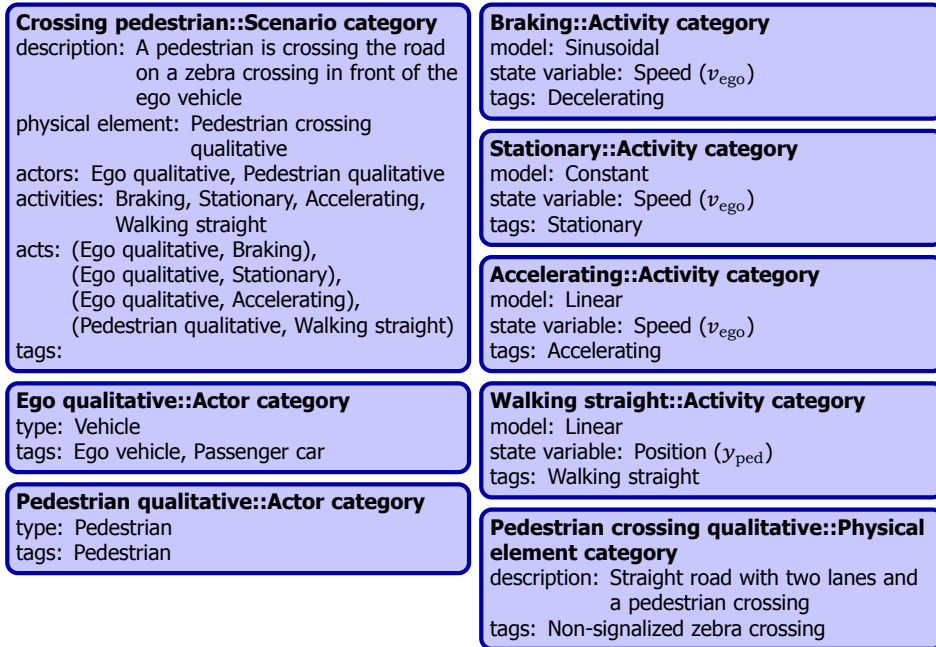 Crossing pedestrian::Scenario category
description: A pedestrian is crossing the road
on a zebra crossing in front of the
ego vehicle
physical element: Pedestrian crossing
qualitative
actors: Ego qualitative, Pedestrian qualitative
activities: Braking, Stationary, Accelerating,
Walking straight
acts: (Ego qualitative, Braking),
(Ego qualitative, Stationary),
(Ego qualitative, Accelerating),
(Pedestrian qualitative, Walking straight)
tags:
Ego qualitative::Actor category
type: Vehicle
tags: Ego vehicle, Passenger car
Pedestrian qualitative::Actor category
type: Pedestrian
tags: Pedestrian
Braking::Activity category
model: Sinusoidal
state variable: Speed (v_ego)
tags: Decelerating
Stationary::Activity category
model: Constant
state variable: Speed (v_ego)
tags: Stationary
Accelerating::Activity category
model: Linear
state variable: Speed (v_ego)
tags: Accelerating
Walking straight::Activity category
model: Linear
state variable: Position (y_ped)
tags: Walking straight
Pedestrian crossing qualitative::Physical
element category
description: Straight road with two lanes and
a pedestrian crossing
tags: Non-signalized zebra crossing